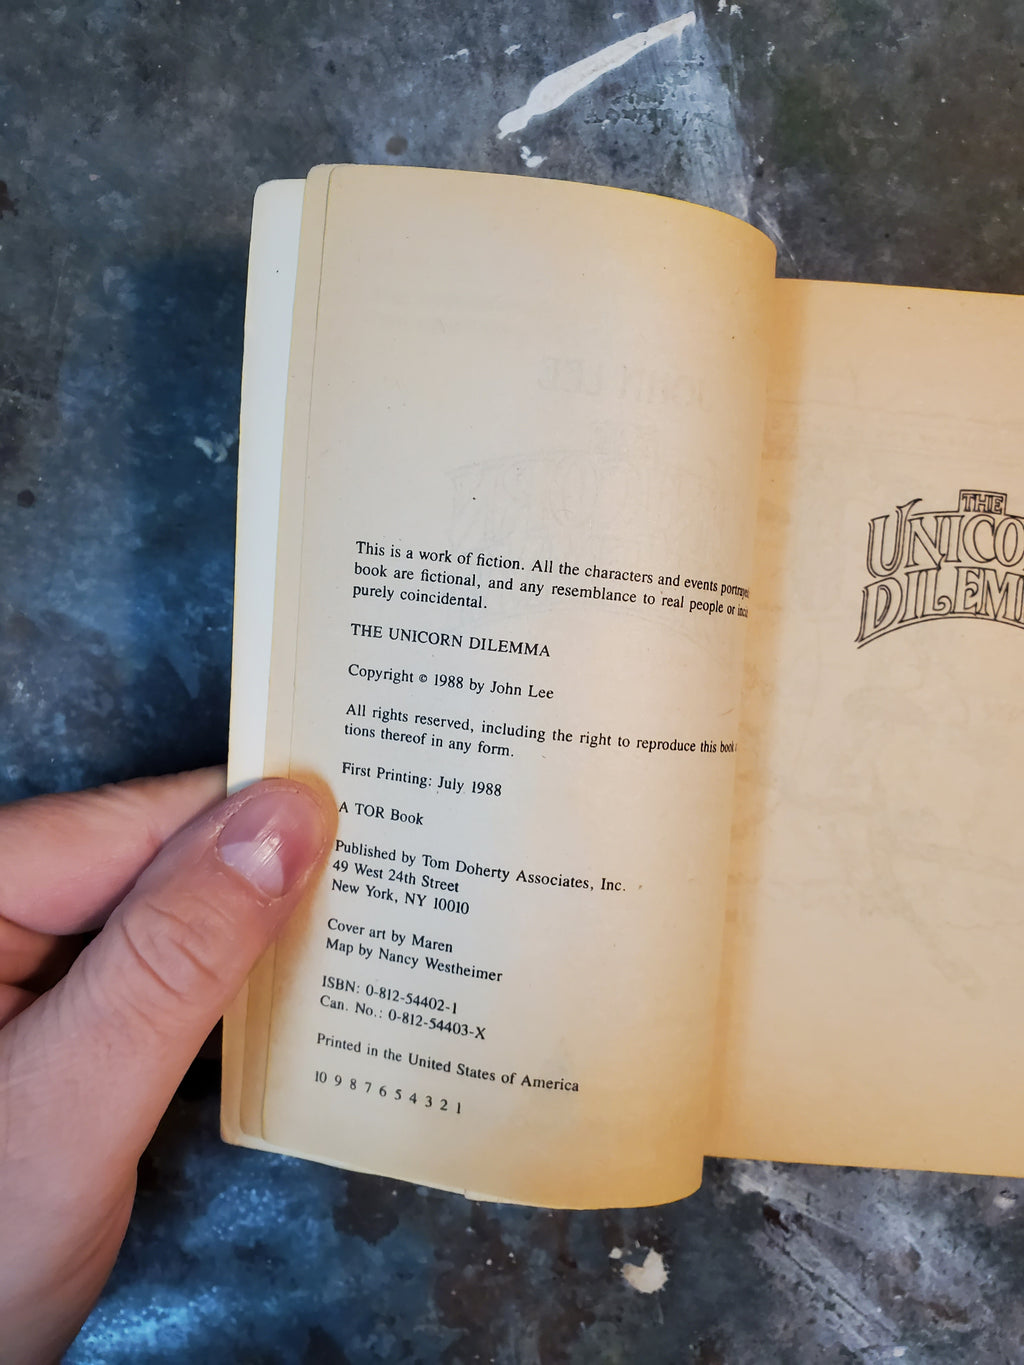 This is a work of fiction. All the characters and events
book are fictional, and any resemblance to real people or
purely coincidental.
THE UNICORN DILEMMA
Copyright © 1988 by John Lee
All rights reserved, including the right to reproduce this book
tions thereof in any form.
First Printing: July 1988
A TOR Book
Published by Tom Doherty Associates, Inc.
49 West 24th Street
New York, NY 10010
Cover art by Maren
Map by Nancy Westheimer
ISBN: 0-812-54402-1
Can. No.: 0-812-54403-X
Printed in the United States of America
10 9 8 7 6 5 4 3 2 1
THE
UNICO
DILEM